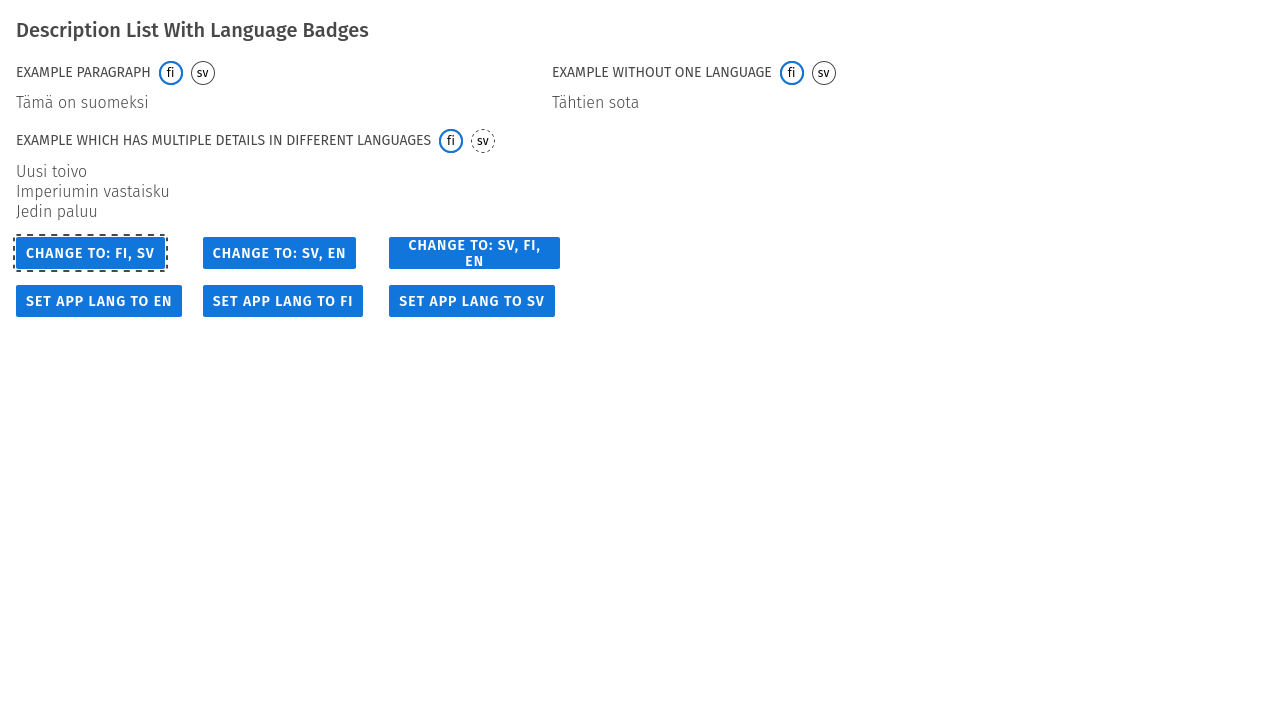 Description List With Language Badges
EXAMPLE PARAGRAPH fi sv
Tämä on suomeksi
EXAMPLE WITHOUT ONE LANGUAGE fi sv
Tähtien sota
EXAMPLE WHICH HAS MULTIPLE DETAILS IN DIFFERENT LANGUAGES fi sv
Uusi toivo
Imperiumin vastaisku
Jedin paluu
CHANGE TO: FI, SV
CHANGE TO: SV, EN
CHANGE TO: SV, FI,
EN
SET APP LANG TO EN
SET APP LANG TO FI
SET APP LANG TO SV